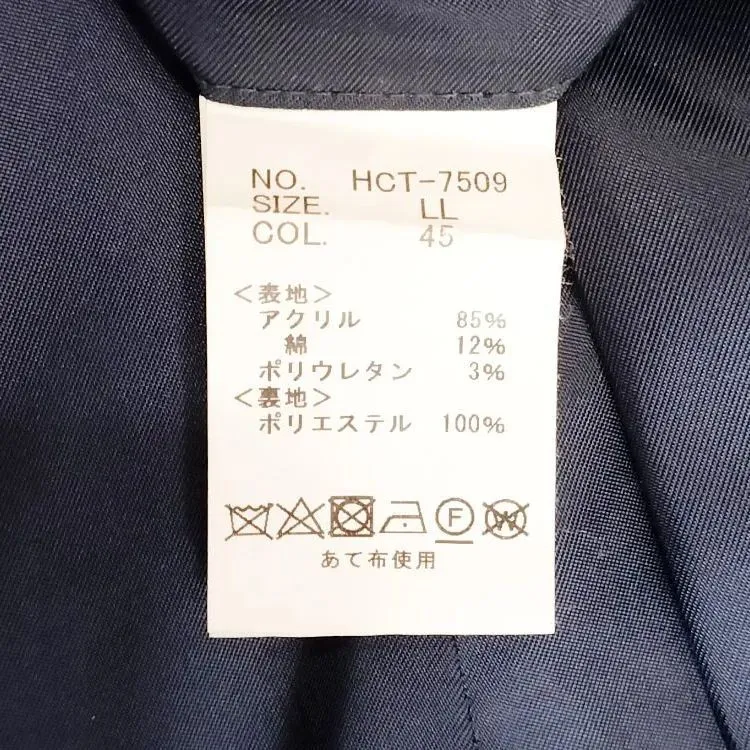 NO. HCT-7509
SIZE. LL
COL. 45
<表地>
アクリル 85%
綿 12%
ポリウレタン 3%
<裏地>
ポリエステル 100%
F W
あて布使用